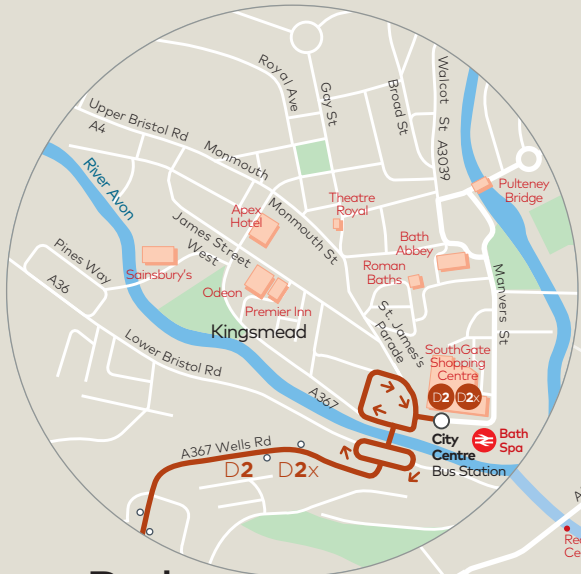 Royal Ave
Gay St
Broad St
Walcot St A3039
Upper Bristol Rd
A4
Monmouth
River Avon
Pulteney
Bridge
Theatre
Royal
Apex
Hotel
Monmouth St
James Street
West
Bath
Abbey
Pines Way
A36
Sainsbury's
Roman
Baths
Manvers St
Odeon
Premier Inn
St. James's
Parade
Kingsmead
SouthGate
Shopping
Centre
Lower Bristol Rd
A367
D2 D2x
City
Centre
Bus Station
Bath
Spa
A367 Wells Rd
D2 D2x